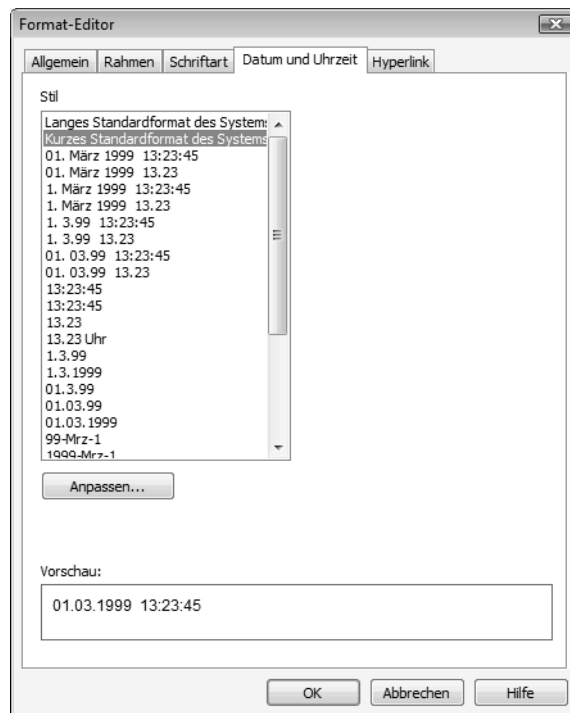 Format-Editor
Allgemein Rahmen Schriftart Datum und Uhrzeit Hyperlink
Stil
Langes Standardformat des Systems
Kurzes Standardformat des Systems
01. März 1999 13:23:45
01. März 1999 13.23
1. März 1999 13:23:45
1. März 1999 13.23
1. 3.99 13:23:45
1. 3.99 13.23
01. 03.99 13:23:45
01. 03.99 13.23
13:23:45
13:23:45
13.23
13.23 Uhr
1.3.99
1.3.1999
01.3.99
01.03.99
01.03.1999
99-Mrz-1
1999-Mrz-1
Anpassen...
Vorschau:
01.03.1999 13:23:45
OK Abbrechen Hilfe